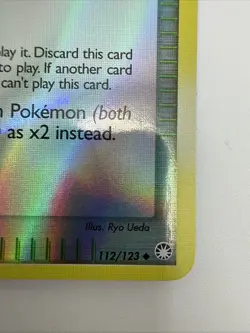 play it. Discard this card
to play. If another card
can't play this card.
Pokémon (both
as x2 instead.
Illus. Ryo Ueda
112/123